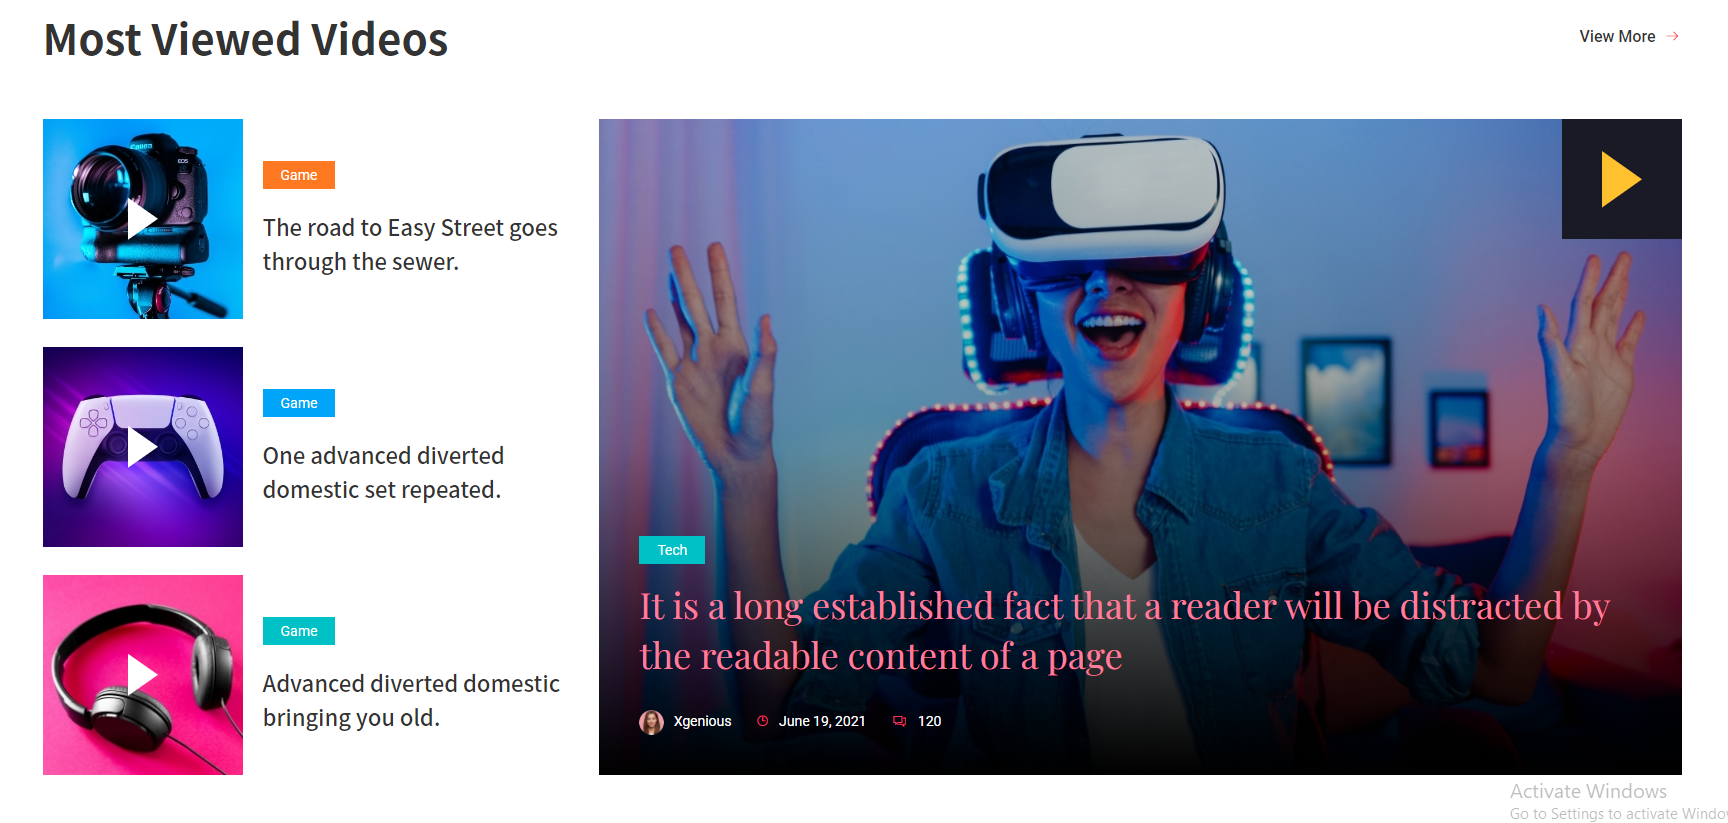 Most Viewed Videos
View More
Canon
EOS
Game
The road to Easy Street goes
through the sewer.
Game
One advanced diverted
domestic set repeated.
Game
Advanced diverted domestic
bringing you old.
Tech
It is a long established fact that a reader will be distracted by
the readable content of a page
Xgenious June 19, 2021 120
Activate Windows
Go to Settings to activate Windo